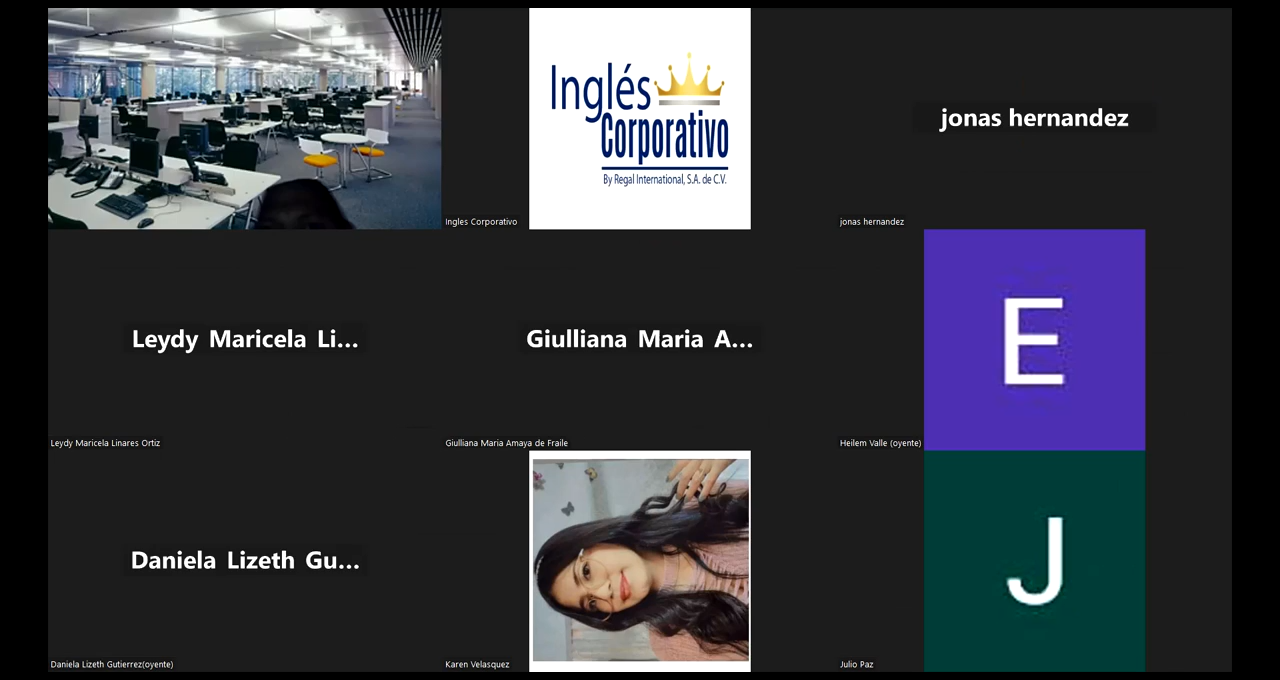 Inglés
Corporativo
By Regal International, S.A. de C.V.
Ingles Corporativo
jonas hernandez
jonas hernandez
Leydy Maricela Li...
Leydy Maricela Linares Ortiz
Giulliana Maria A...
Giulliana Maria Amaya de Fraile
E
Heilem Valle (oyente)
Daniela Lizeth Gu...
Daniela Lizeth Gutierrez(oyente)
Karen Velasquez
J
Julio Paz